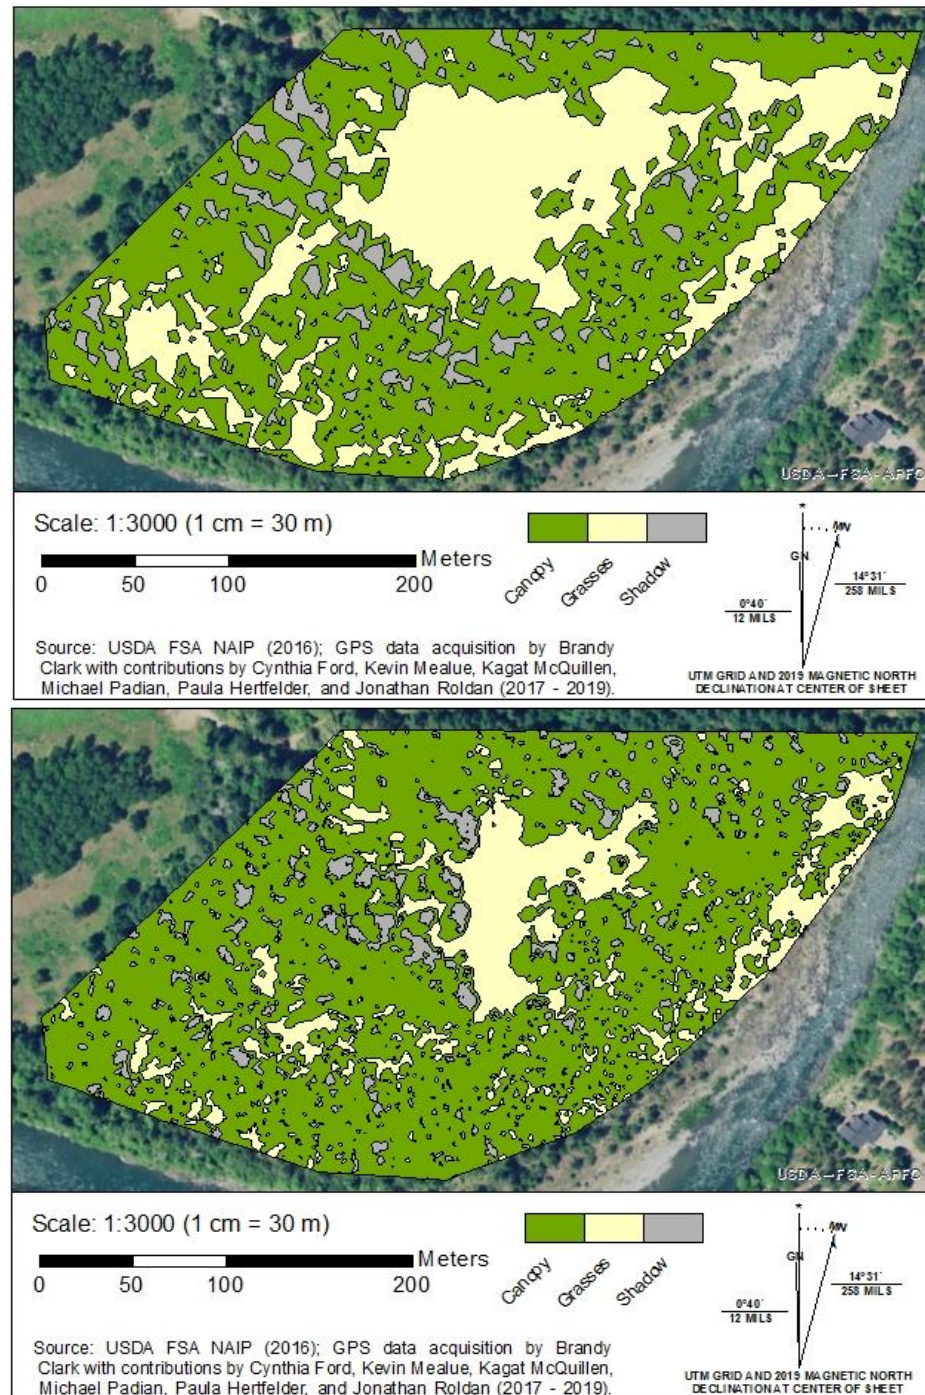 USDA-FSA-APFO
Scale: 1:3000 (1 cm = 30 m)
Meters
0 50 100 200
Canopy
Grasses
Shadow
*
MN
GN
14°31´
258 MILS
0°40´
12 MILS
Source: USDA FSA NAIP (2016); GPS data acquisition by Brandy
Clark with contributions by Cynthia Ford, Kevin Mealue, Kagat McQuillen,
Michael Padian, Paula Hertfelder, and Jonathan Roldan (2017 - 2019).
UTM GRID AND 2019 MAGNETIC NORTH
DECLINATION AT CENTER OF SHEET
USDA-FSA-APFO
Scale: 1:3000 (1 cm = 30 m)
Meters
0 50 100 200
Canopy
Grasses
Shadow
*
MN
GN
14°31´
258 MILS
0°40´
12 MILS
Source: USDA FSA NAIP (2016); GPS data acquisition by Brandy
Clark with contributions by Cynthia Ford, Kevin Mealue, Kagat McQuillen,
Michael Padian, Paula Hertfelder, and Jonathan Roldan (2017 - 2019).
UTM GRID AND 2019 MAGNETIC NORTH
DECLINATION AT CENTER OF SHEET